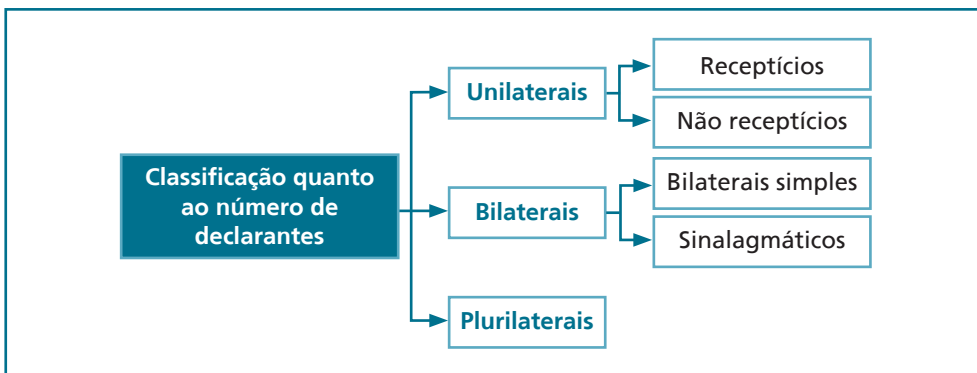 Classificação quanto
ao número de
declarantes
Unilaterais
Receptícios
Não receptícios
Bilaterais
Bilaterais simples
Sinalagmáticos
Plurilaterais